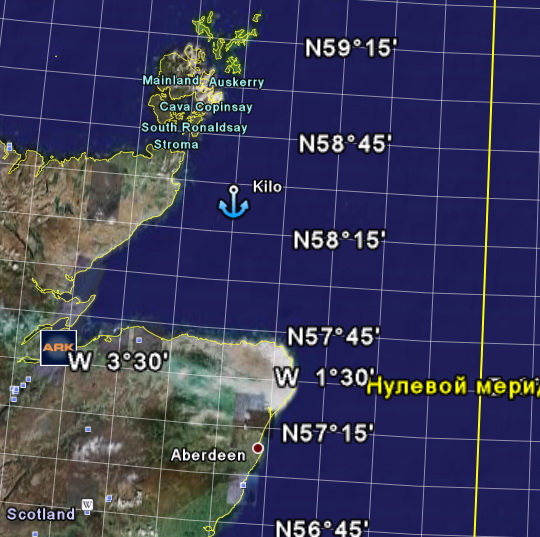 N59°15'
Mainland Auskerry
Cava Copinsay
South Ronaldsay
N58°45'
Stroma
Kilo
N58°15'
N57°45'
ARK
W 3°30'
W 1°30'
Нулевой мерид
N57°15'
Aberdeen
W
Scotland
N56°45'